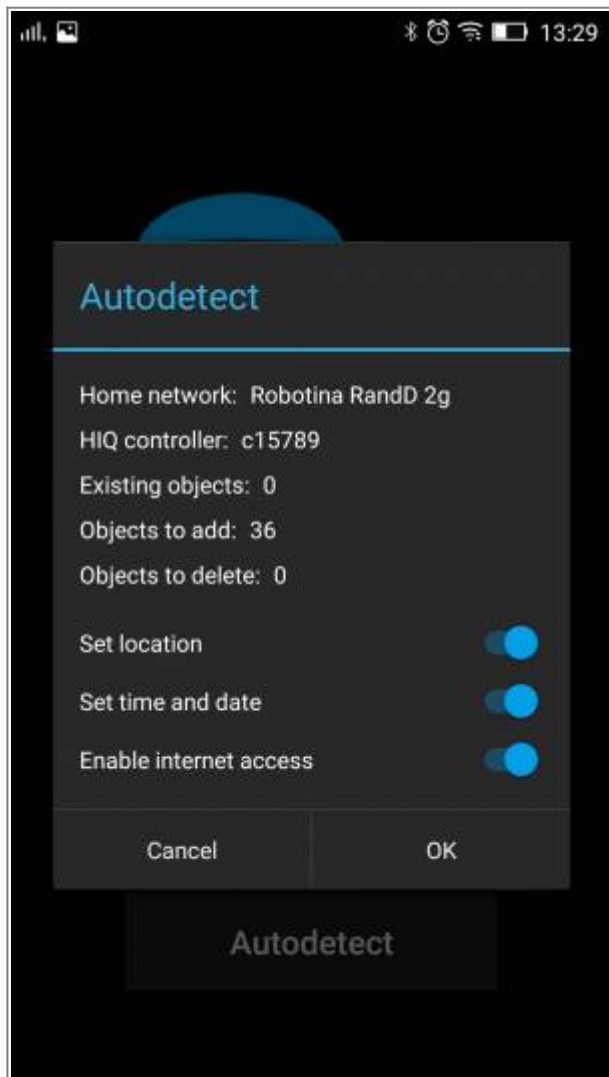 13:29
Autodetect
Home network: Robotina RandD 2g
HIQ controller: c15789
Existing objects: 0
Objects to add: 36
Objects to delete: 0
Set location
Set time and date
Enable internet access
Cancel OK
Autodetect